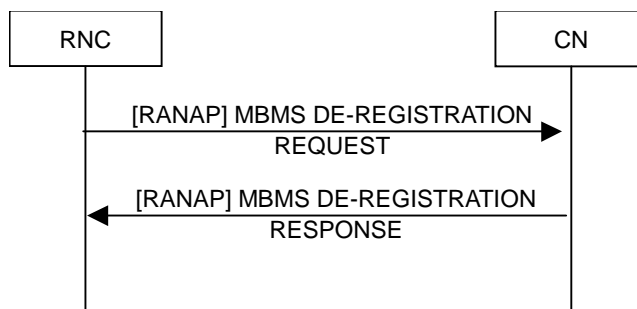 RNC
CN
[RANAP] MBMS DE-REGISTRATION
REQUEST
[RANAP] MBMS DE-REGISTRATION
RESPONSE